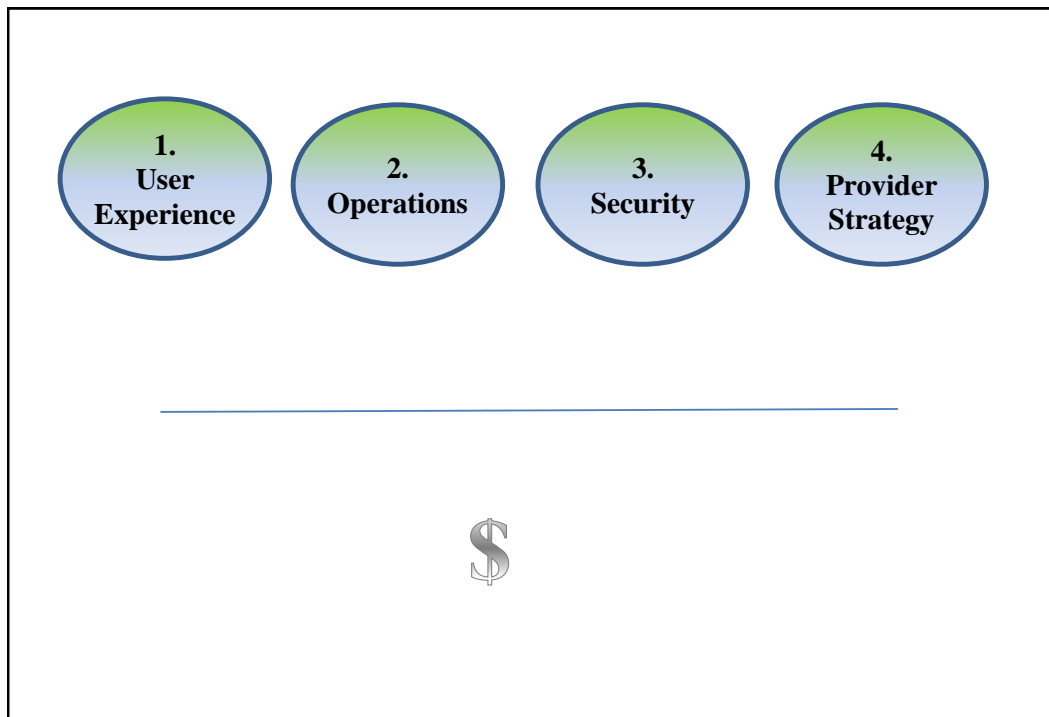 1.
User
Experience
2.
Operations
3.
Security
4.
Provider
Strategy
$